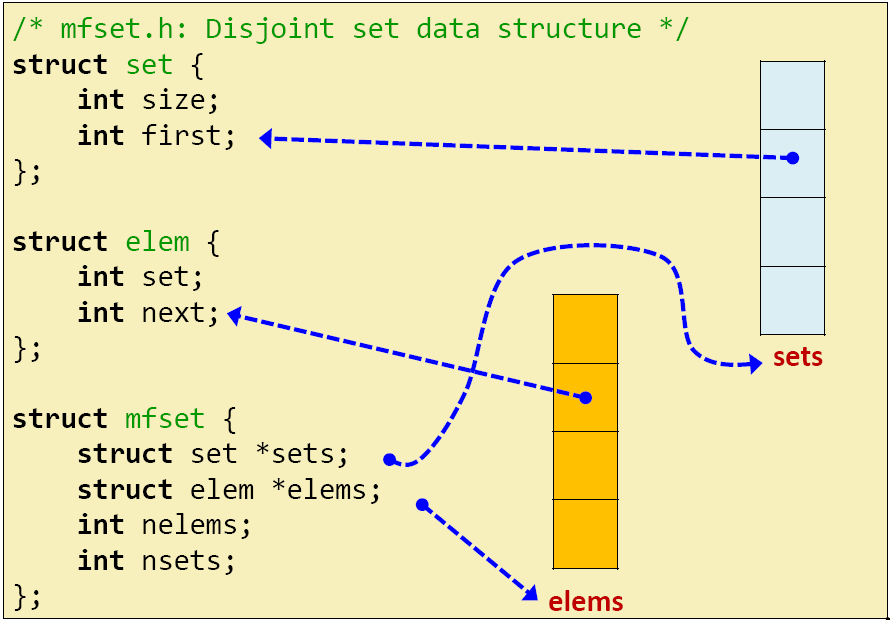 /* mfset.h: Disjoint set data structure */
struct set {
    int size;
    int first;
};
struct elem {
    int set;
    int next;
};
struct mfset {
    struct set *sets;
    struct elem *elems;
    int nelems;
    int nsets;
};
sets
elems